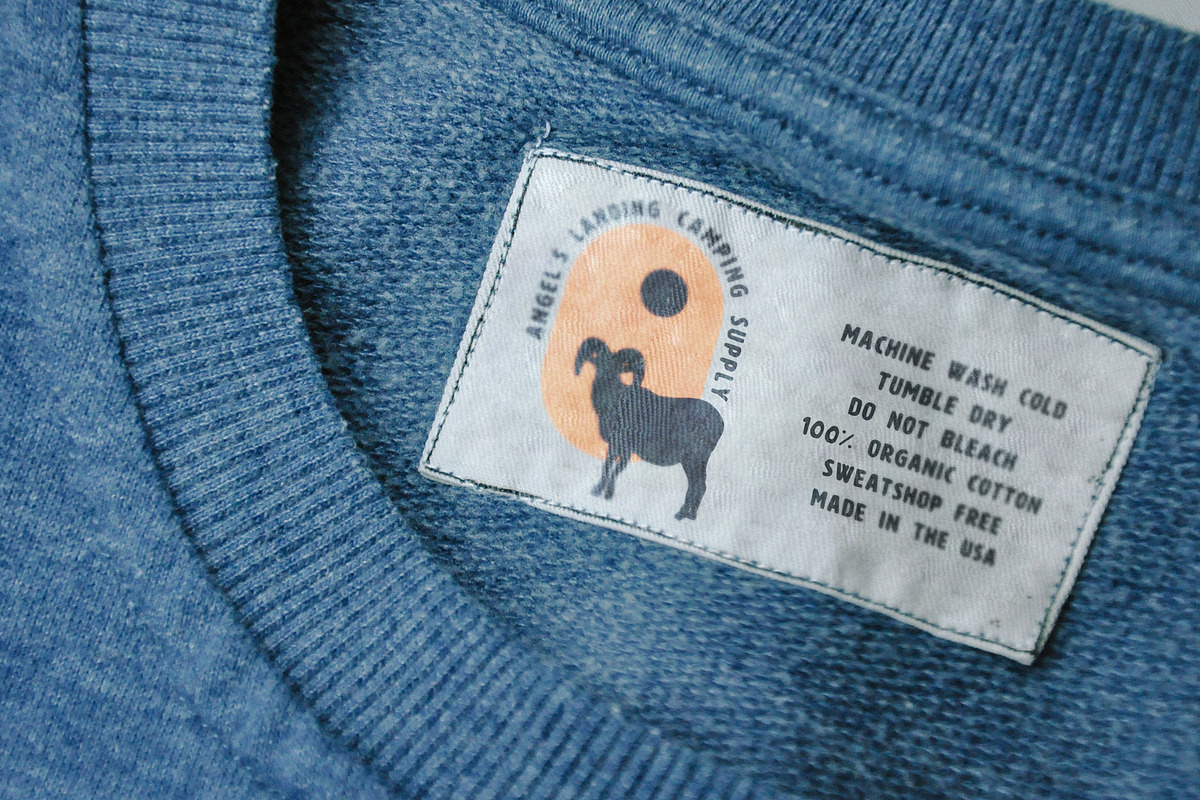 ANGELS LANDING CAMPING SUPPLY
MACHINE WASH COLD
TUMBLE DRY
DO NOT BLEACH
100% ORGANIC COTTON
SWEATSHOP FREE
MADE IN THE USA